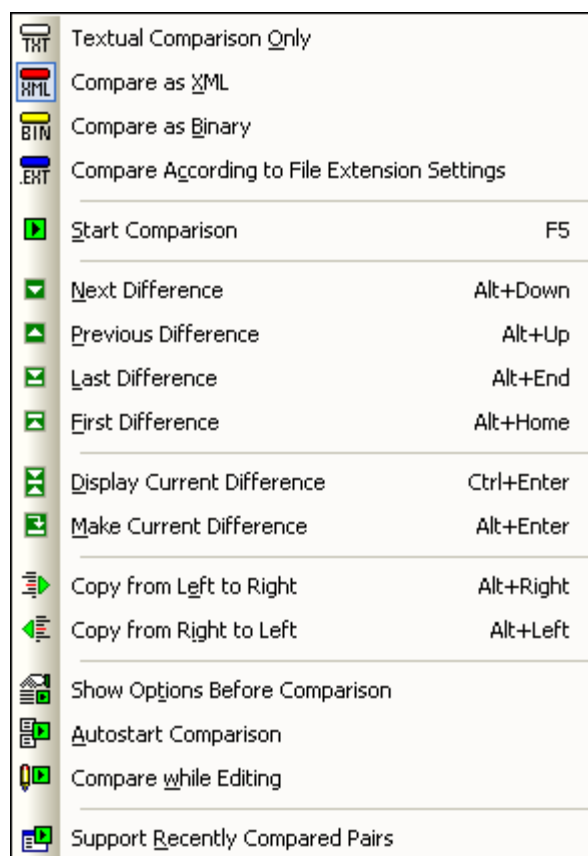 TXT Textual Comparison Only
XML Compare as XML
BIN Compare as Binary
.EXT Compare According to File Extension Settings
Start Comparison F5
Next Difference Alt+Down
Previous Difference Alt+Up
Last Difference Alt+End
First Difference Alt+Home
Display Current Difference Ctrl+Enter
Make Current Difference Alt+Enter
Copy from Left to Right Alt+Right
Copy from Right to Left Alt+Left
Show Options Before Comparison
Autostart Comparison
Compare while Editing
Support Recently Compared Pairs